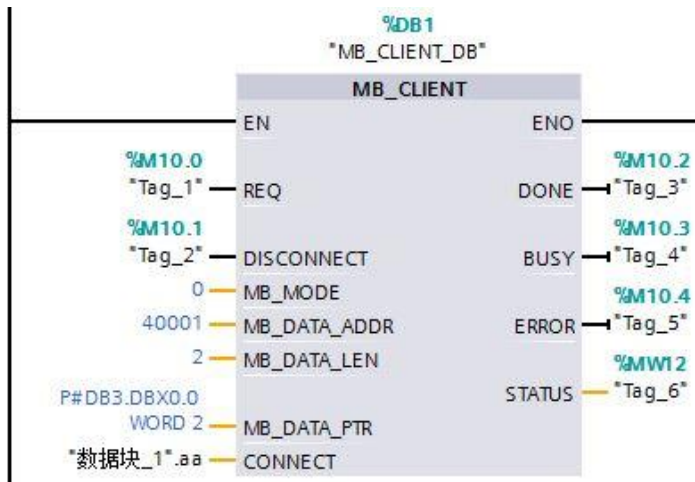 %DB1
"MB_CLIENT_DB"
MB_CLIENT
EN ENO
%M10.0 %M10.2
"Tag_1" REQ DONE "Tag_3"
%M10.1 %M10.3
"Tag_2" DISCONNECT BUSY "Tag_4"
0 MB_MODE %M10.4
40001 MB_DATA_ADDR ERROR "Tag_5"
2 MB_DATA_LEN %MW12
STATUS "Tag_6"
P#DB3.DBX0.0
WORD 2 MB_DATA_PTR
"数据块_1".aa CONNECT